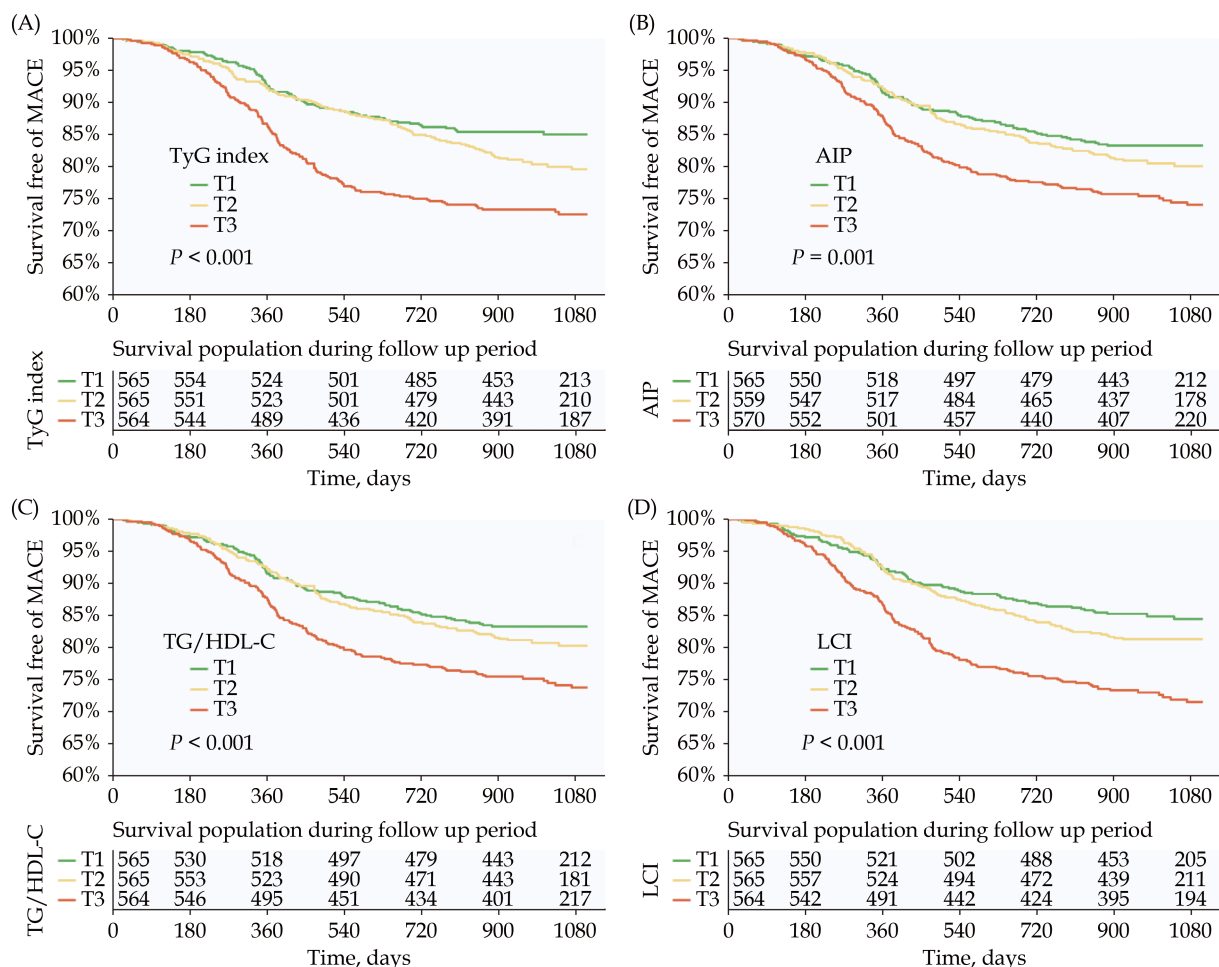 (A)
Survival free of MACE
100%
95%
90%
85%
80%
75%
70%
65%
60%
TyG index
T1
T2
T3
P < 0.001
0 180 360 540 720 900 1080
Survival population during follow up period
TyG index
T1 565 554 524 501 485 453 213
T2 565 551 523 501 479 443 210
T3 564 544 489 436 420 391 187
0 180 360 540 720 900 1080
Time, days
(B)
Survival free of MACE
100%
95%
90%
85%
80%
75%
70%
65%
60%
AIP
T1
T2
T3
P = 0.001
0 180 360 540 720 900 1080
Survival population during follow up period
AIP
T1 565 550 518 497 479 443 212
T2 559 547 517 484 465 437 178
T3 570 552 501 457 440 407 220
0 180 360 540 720 900 1080
Time, days
(C)
Survival free of MACE
100%
95%
90%
85%
80%
75%
70%
65%
60%
TG/HDL-C
T1
T2
T3
P < 0.001
0 180 360 540 720 900 1080
Survival population during follow up period
TG/HDL-C
T1 565 530 518 497 479 443 212
T2 565 553 523 490 471 443 181
T3 564 546 495 451 434 401 217
0 180 360 540 720 900 1080
Time, days
(D)
Survival free of MACE
100%
95%
90%
85%
80%
75%
70%
65%
60%
LCI
T1
T2
T3
P < 0.001
0 180 360 540 720 900 1080
Survival population during follow up period
LCI
T1 565 550 521 502 488 453 205
T2 565 557 524 494 472 439 211
T3 564 542 491 442 424 395 194
0 180 360 540 720 900 1080
Time, days